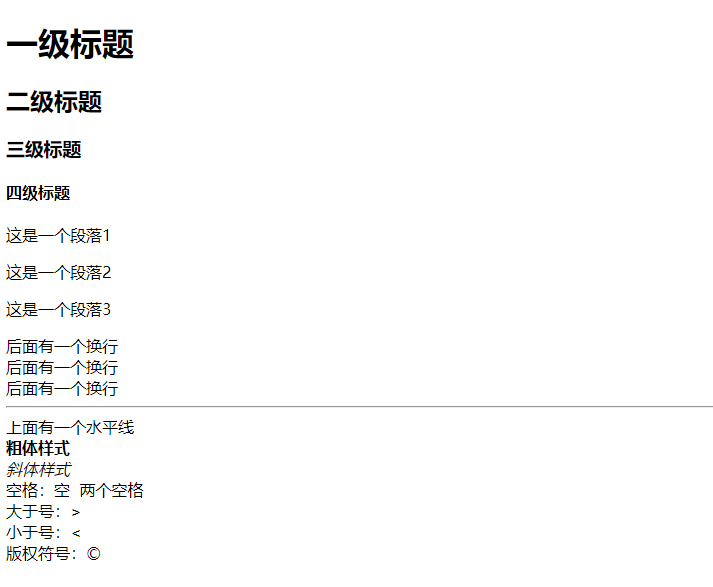 一级标题
二级标题
三级标题
四级标题
这是一个段落1
这是一个段落2
这是一个段落3
后面有一个换行
后面有一个换行
后面有一个换行
上面有一个水平线
粗体样式
斜体样式
空格：空  两个空格
大于号：>
小于号：<
版权符号：©